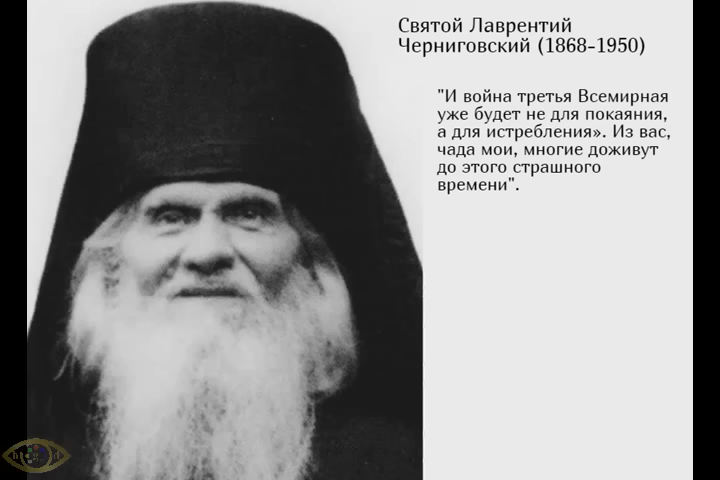 Святой Лаврентий
Черниговский (1868-1950)
"И война третья Всемирная
уже будет не для покаяния,
а для истребления». Из вас,
чада мои, многие доживут
до этого страшного
времени".